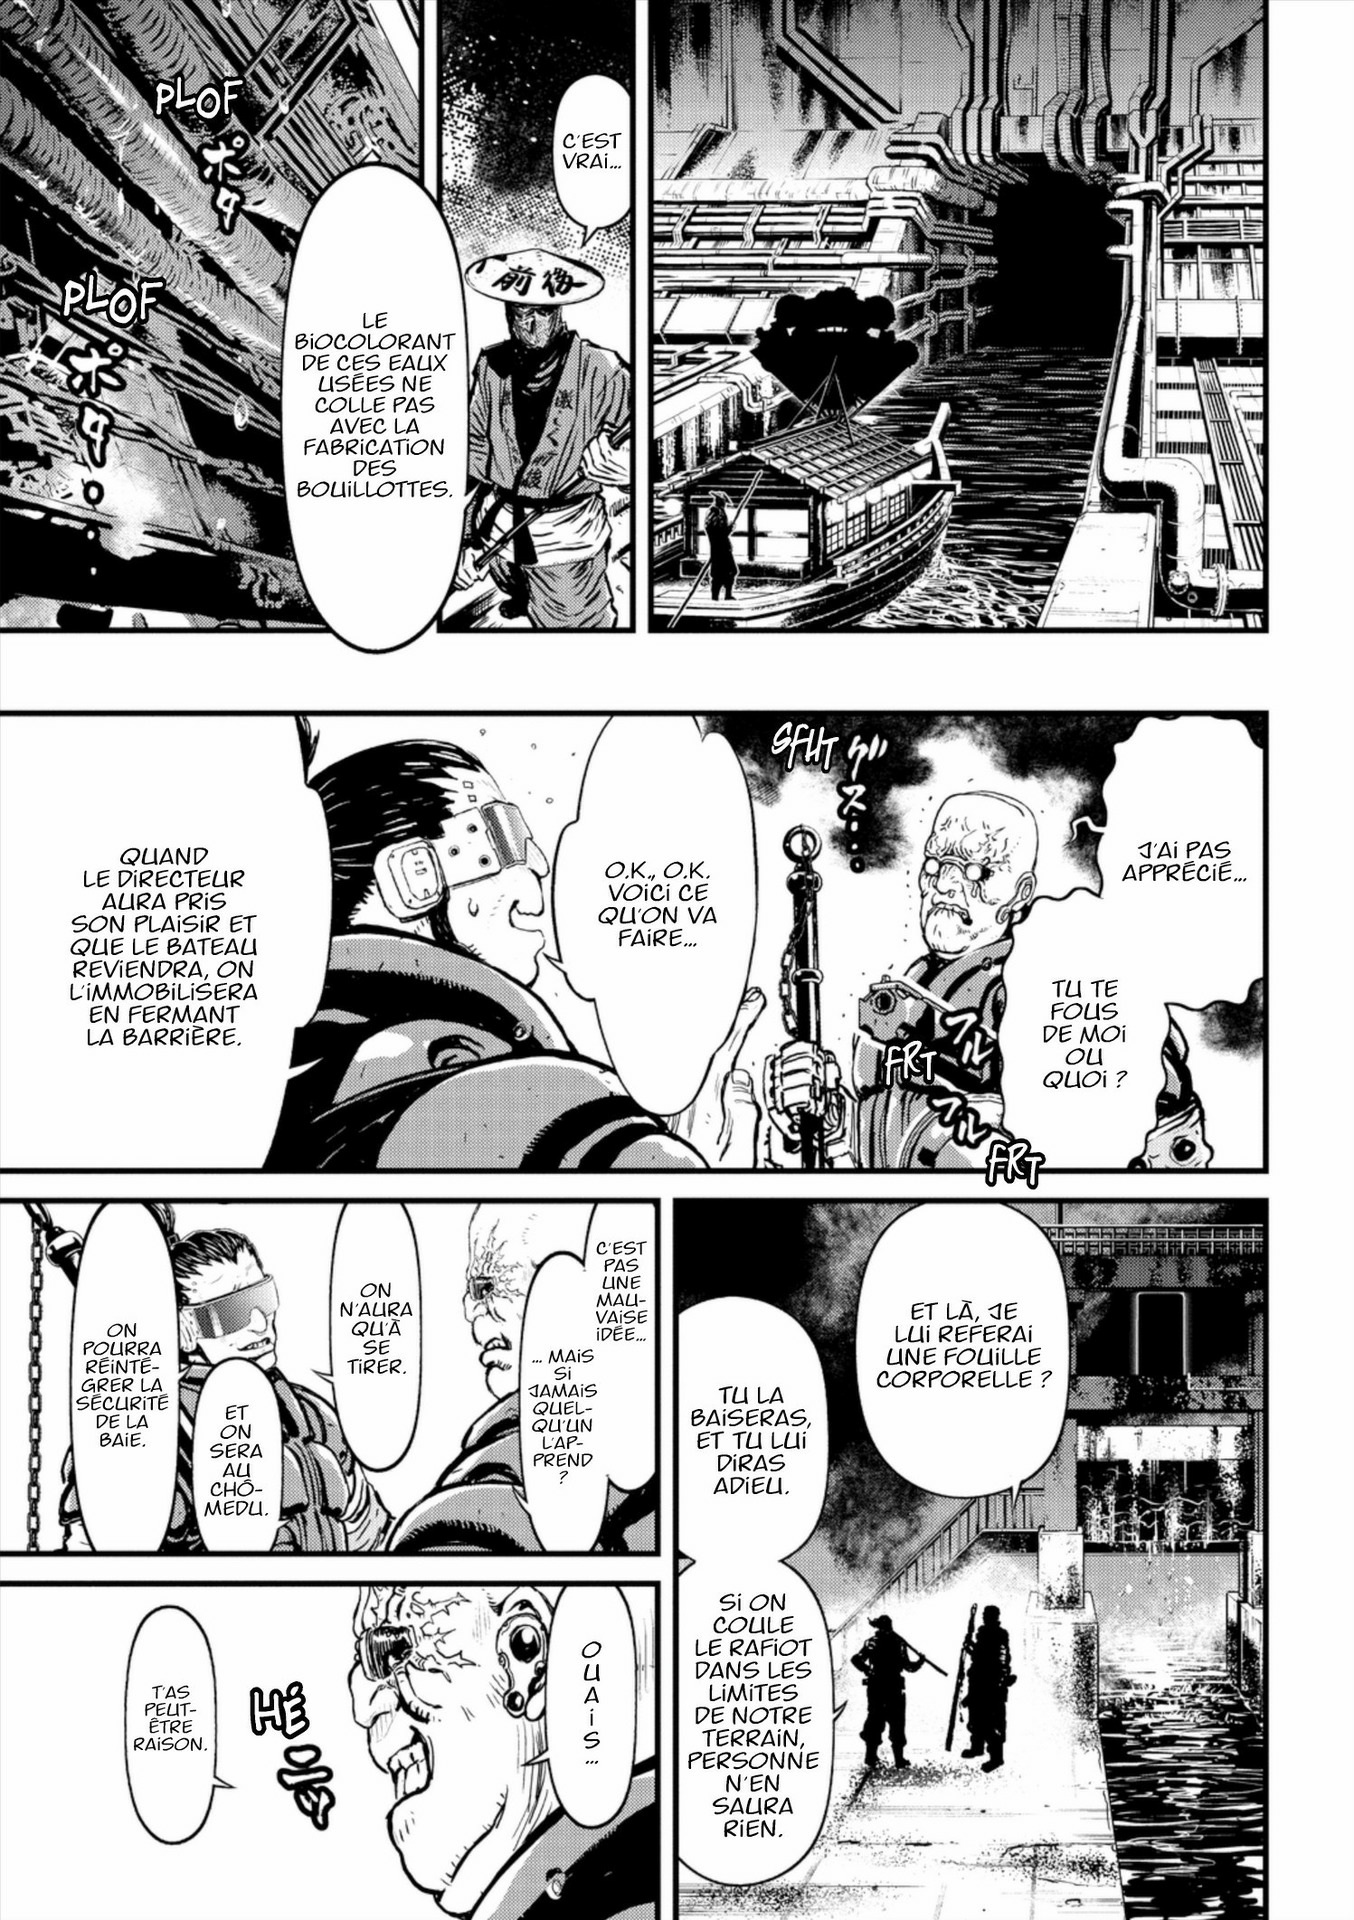 C'EST
VRAI...
前後
LE
BIOCOLORANT
DE CES EAUX
USÉES NE
COLLE PAS
AVEC LA
FABRICATION
DES
BOUILLOTTES.
PLOF
ポタ
PLOF
ポタ・
J'AI PAS
APPRÉCIÉ...
TU TE
FOUS
DE MOI
OU
QUOI ?
SFUT
グス...
フル
FRT
フル
FRT
O.K., O.K.
VOICI CE
QU'ON VA
FAIRE...
QUAND
LE DIRECTEUR
AURA PRIS
SON PLAISIR ET
QUE LE BATEAU
REVIENDRA, ON
L'IMMOBILISERA
EN FERMANT
LA BARRIÈRE.
ET LÀ, JE
LUI REFERAI
UNE FOUILLE
CORPORELLE ?
TU LA
BAISERAS,
ET TU LUI
DIRAS
ADIEU.
SI ON
COULE
LE RAFIOT
DANS LES
LIMITES
DE NOTRE
TERRAIN,
PERSONNE
N'EN
SAURA
RIEN.
C'EST
PAS
UNE
MAU-
VAISE
IDÉE...
... MAIS
SI
JAMAIS
QUEL-
QU'UN
L'AP-
PREND
?
ON
N'AURA
QU'À
SE
TIRER.
ET
ON
SERA
AU
CHÔ-
MEDU.
ON
POURRA
RÉINTÉ-
GRER LA
SÉCURITÉ
DE LA
BAIE.
OUAIS...
HÉ
T'AS
PEUT-
ÊTRE
RAISON.